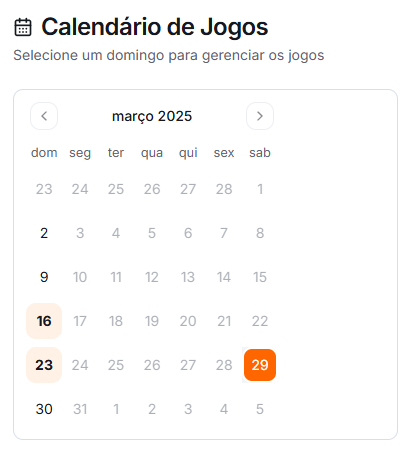 Calendário de Jogos
Selecione um domingo para gerenciar os jogos
março 2025
dom seg ter qua qui sex sab
23 24 25 26 27 28 1
2 3 4 5 6 7 8
9 10 11 12 13 14 15
16 17 18 19 20 21 22
23 24 25 26 27 28 29
30 31 1 2 3 4 5